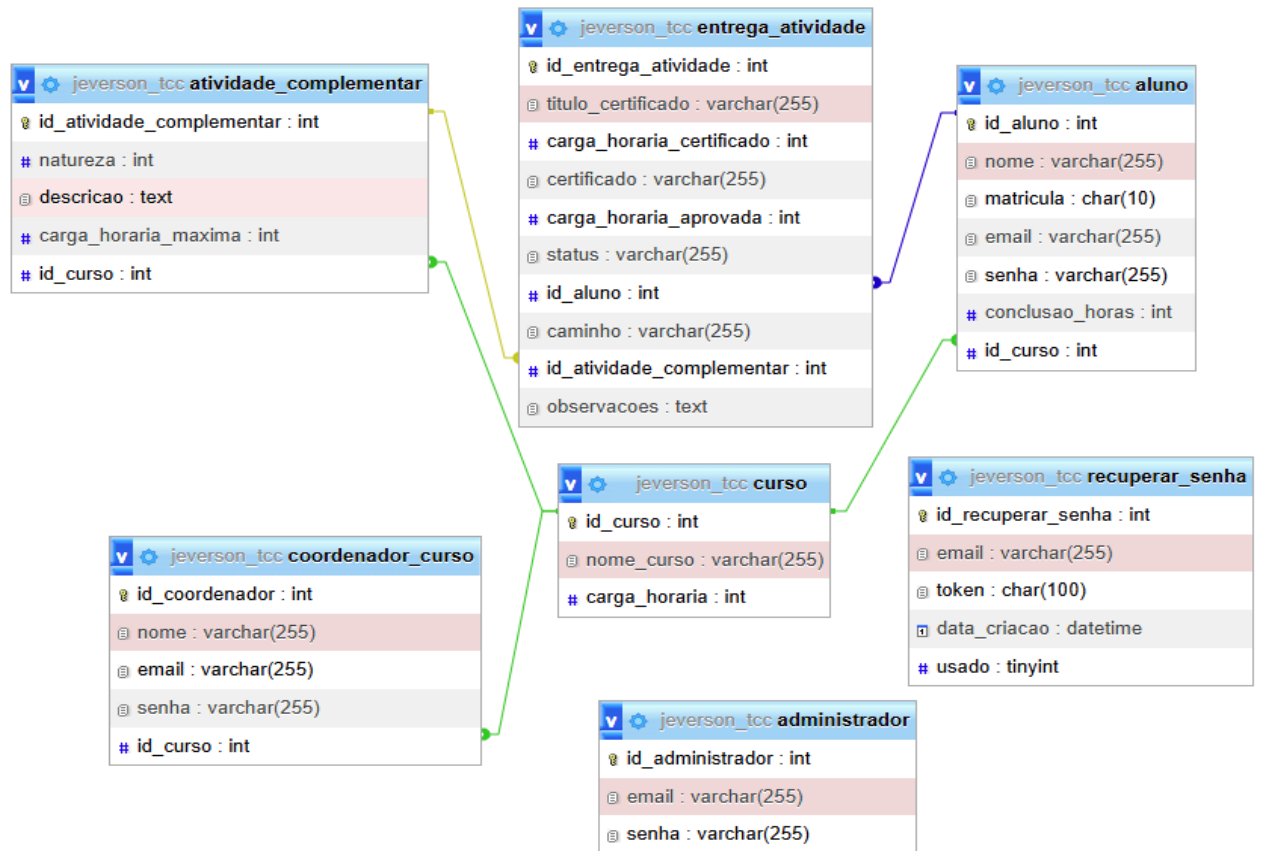 jeverson_tcc entrega_atividade
id_entrega_atividade : int
titulo_certificado : varchar(255)
carga_horaria_certificado : int
certificado : varchar(255)
carga_horaria_aprovada : int
status : varchar(255)
id_aluno : int
caminho : varchar(255)
id_atividade_complementar : int
observacoes : text
jeverson_tcc atividade_complementar
id_atividade_complementar : int
natureza : int
descricao : text
carga_horaria_maxima : int
id_curso : int
jeverson_tcc aluno
id_aluno : int
nome : varchar(255)
matricula : char(10)
email : varchar(255)
senha : varchar(255)
conclusao_horas : int
id_curso : int
jeverson_tcc curso
id_curso : int
nome_curso : varchar(255)
carga_horaria : int
jeverson_tcc recuperar_senha
id_recuperar_senha : int
email : varchar(255)
token : char(100)
data_criacao : datetime
usado : tinyint
jeverson_tcc coordenador_curso
id_coordenador : int
nome : varchar(255)
email : varchar(255)
senha : varchar(255)
id_curso : int
jeverson_tcc administrador
id_administrador : int
email : varchar(255)
senha : varchar(255)